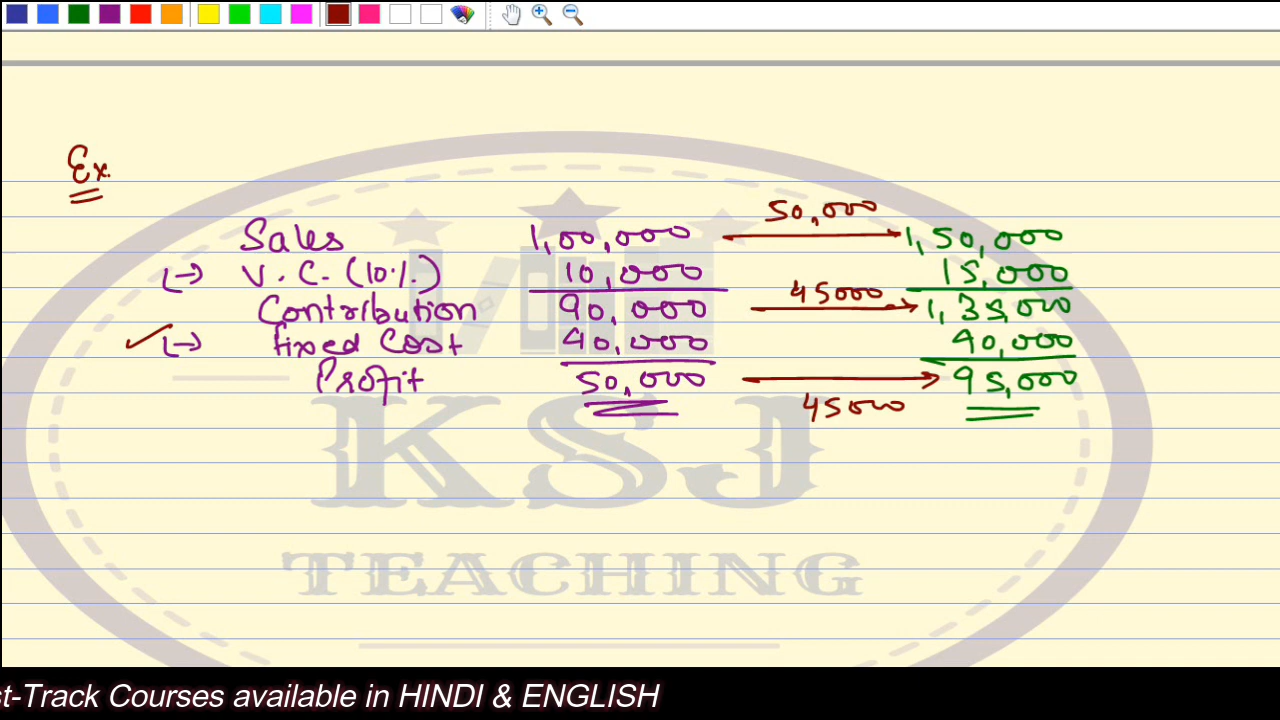 Ex.
50,000
Sales 1,00,000 1,50,000
(-) V.C. (10%) 10,000 15,000
45000
Contribution 90,000 1,35,000
(-) Fixed Cost 40,000 40,000
Profit 50,000 95,000
45000
KSJ
TEACHING
st-Track Courses available in HINDI & ENGLISH